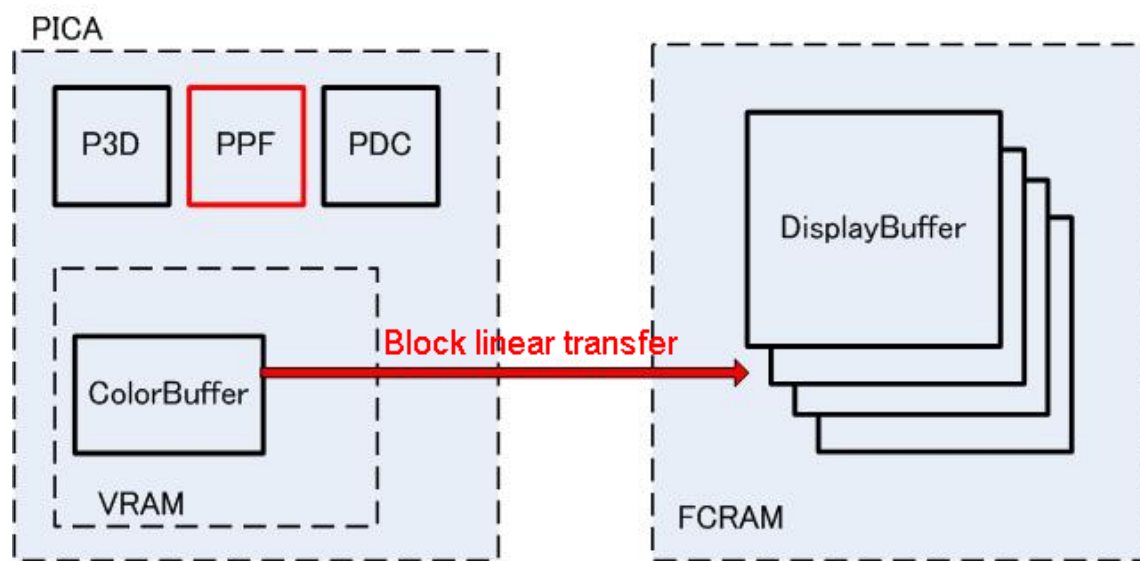 PICA
P3D
PPF
PDC
DisplayBuffer
Block linear transfer
ColorBuffer
VRAM
FCRAM